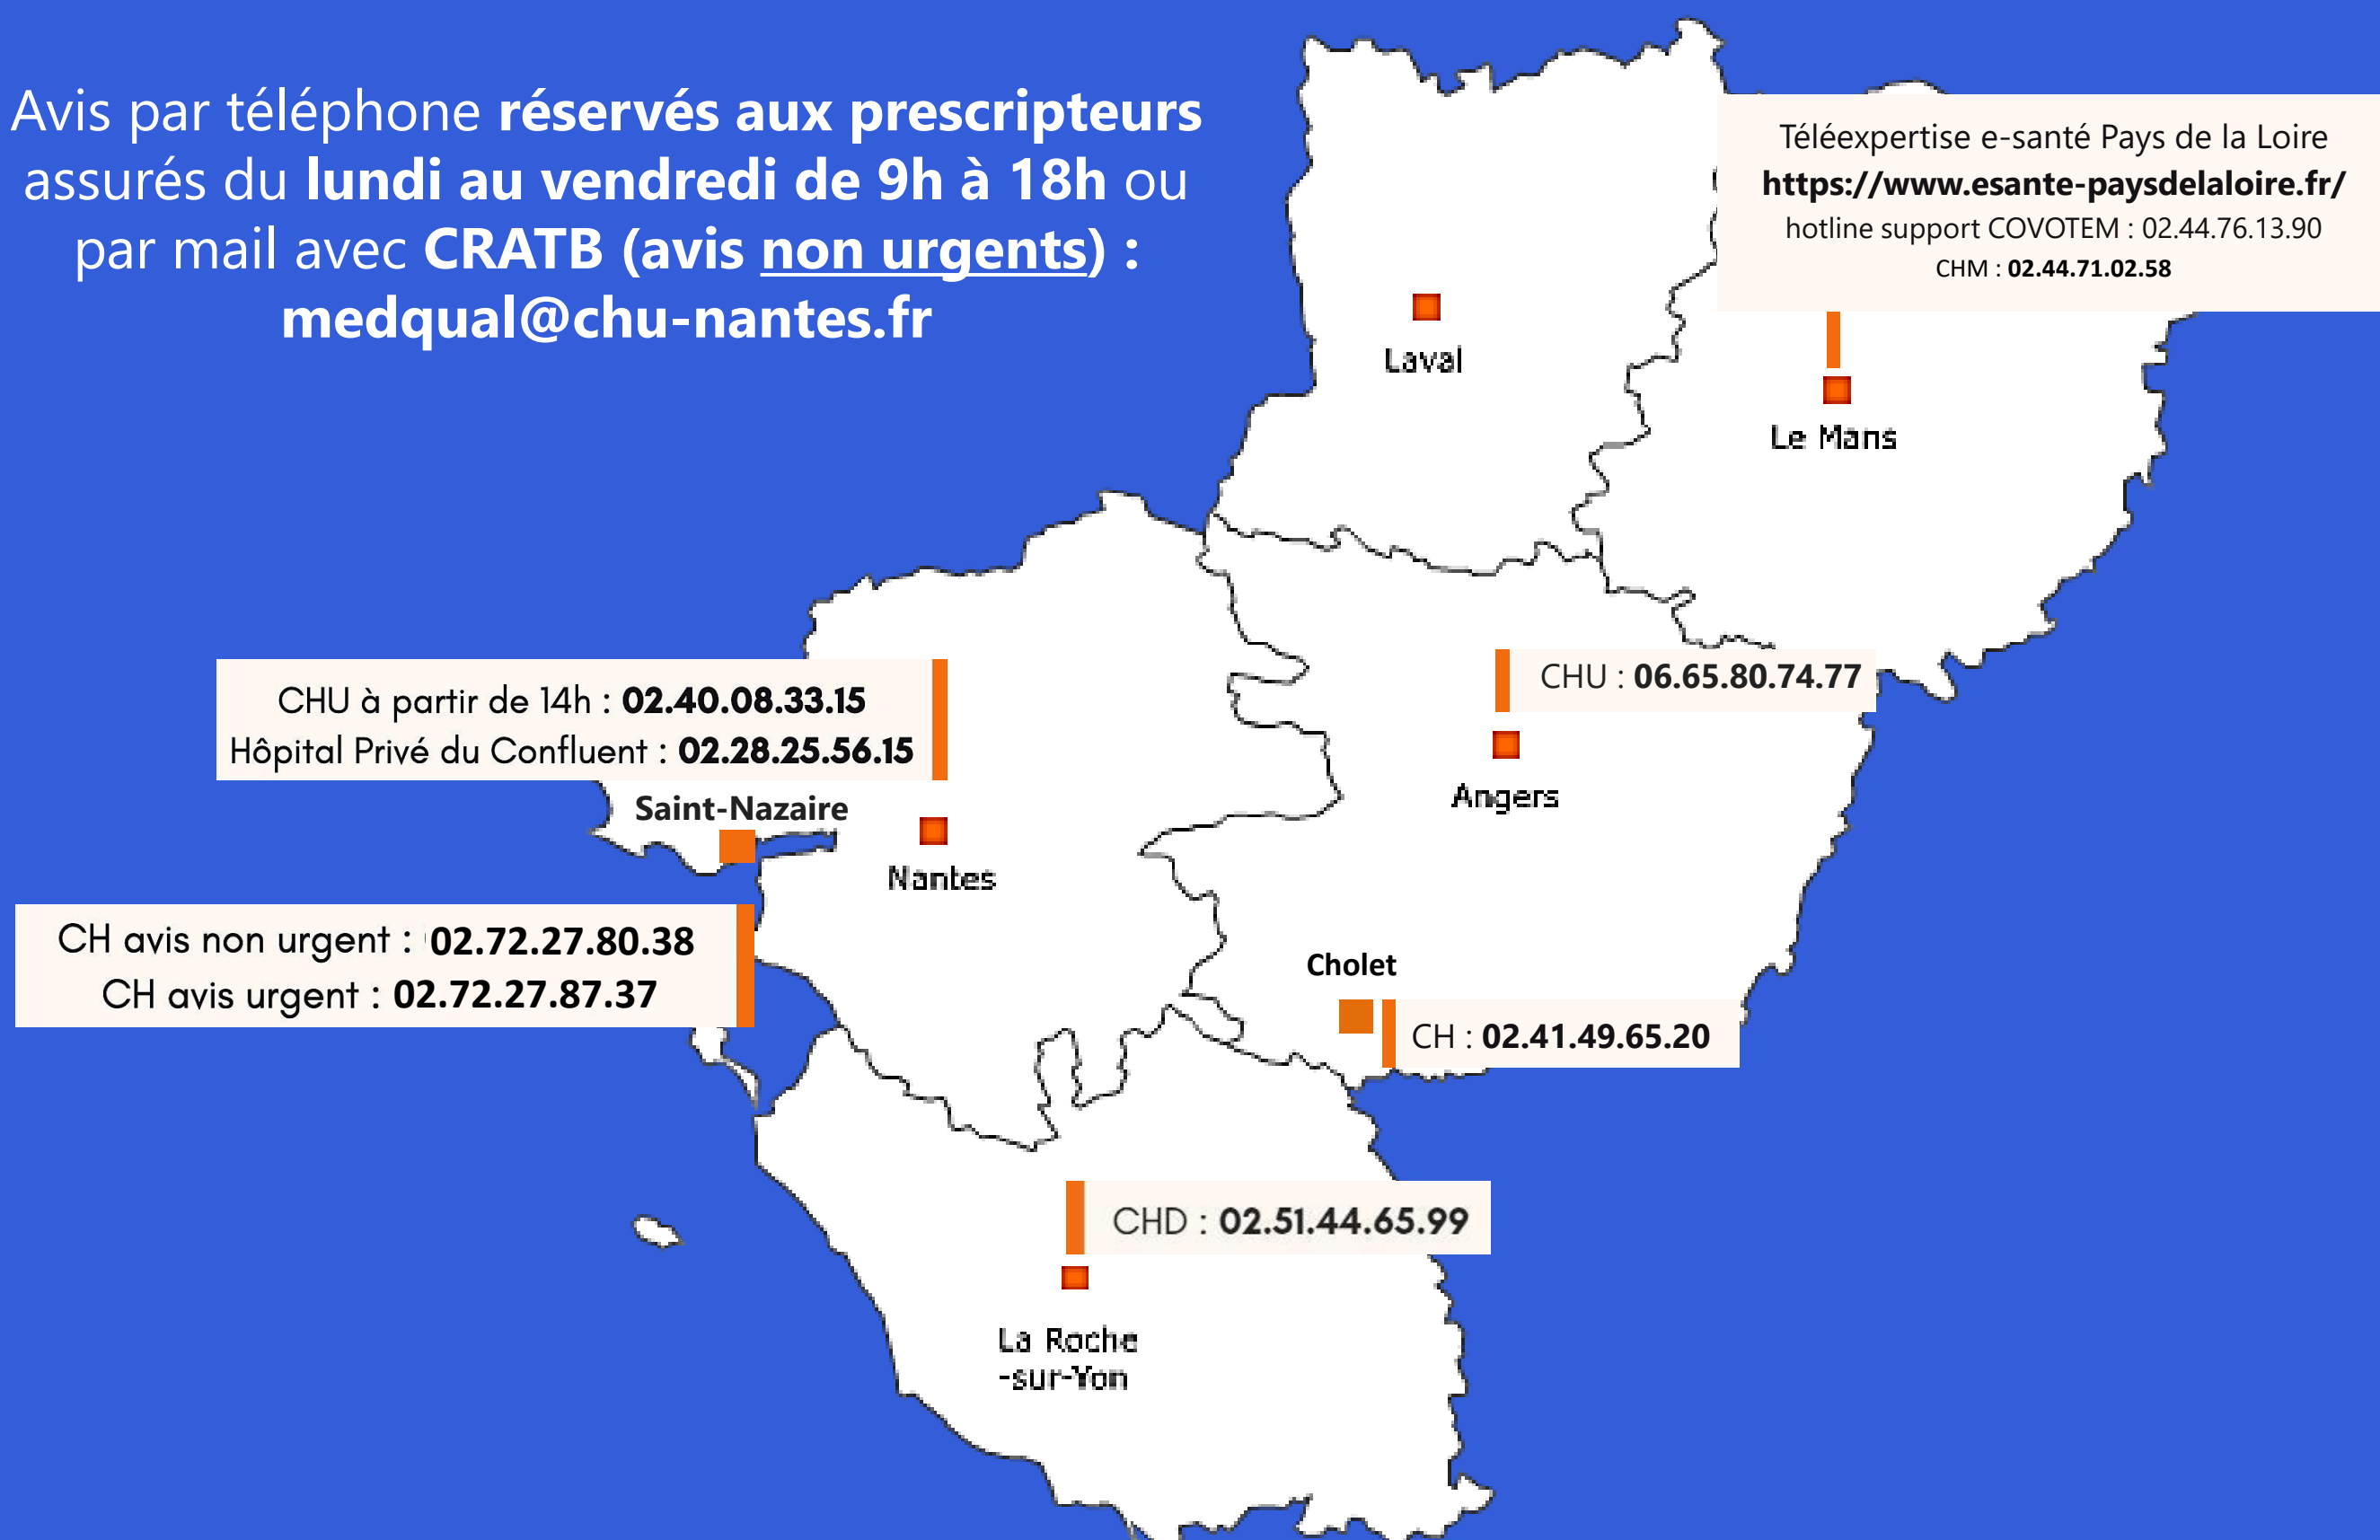 Avis par téléphone réservés aux prescripteurs
assurés du lundi au vendredi de 9h à 18h ou
par mail avec CRATB (avis non urgents) :
medqual@chu-nantes.fr
Téléexpertise e-santé Pays de la Loire
https://www.esante-paysdelaloire.fr/
hotline support COVOTEM : 02.44.76.13.90
CHM : 02.44.71.02.58
Laval
Le Mans
CHU : 06.65.80.74.77
Angers
CHU à partir de 14h : 02.40.08.33.15
Hôpital Privé du Confluent : 02.28.25.56.15
Saint-Nazaire
Nantes
CH avis non urgent : 02.72.27.80.38
CH avis urgent : 02.72.27.87.37
Cholet
CH : 02.41.49.65.20
CHD : 02.51.44.65.99
La Roche
-sur-Yon